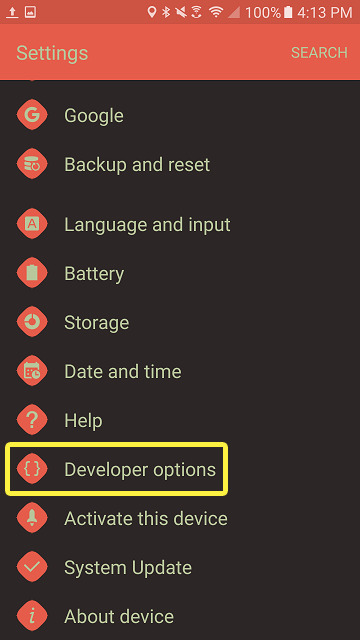 100% 4:13 PM
Settings SEARCH
Google
Backup and reset
Language and input
Battery
Storage
Date and time
Help
Developer options
Activate this device
System Update
About device